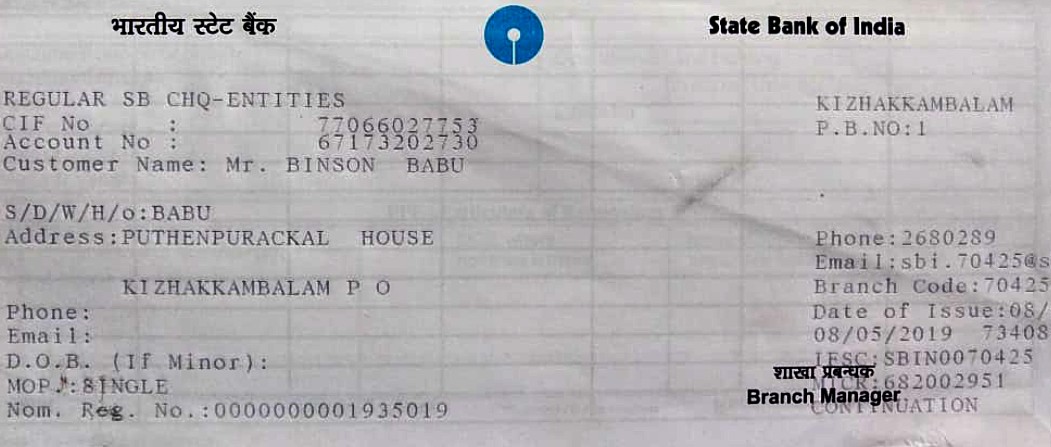 भारतीय स्टेट बैंक
State Bank of India
REGULAR SB CHQ-ENTITIES
CIF No : 77066027753
Account No : 67173202730
Customer Name: Mr. BINSON BABU
S/D/W/H/o:BABU
Address:PUTHENPURACKAL HOUSE
KIZHAKKAMBALAM P O
Phone:
Email:
D.O.B. (If Minor):
MOP : SINGLE
Nom. Reg. No.:0000000001935019
KIZHAKKAMBALAM
P.B.NO:1
Phone:2680289
Email:sbi.70425@s
Branch Code:70425
Date of Issue:08/
08/05/2019 73408
IFSC:SBIN0070425
शाखा प्रबन्धक
MICR:682002951
Branch Manager
CONTINUATION